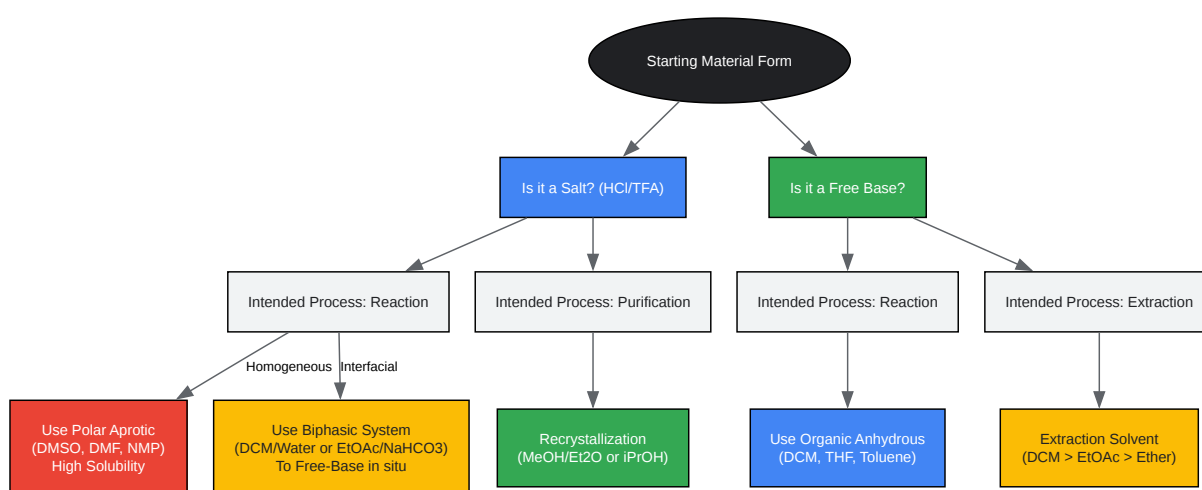 Starting Material Form
Is it a Salt? (HCl/TFA)
Is it a Free Base?
Intended Process: Reaction
Intended Process: Purification
Intended Process: Reaction
Intended Process: Extraction
Homogeneous
Interfacial
Use Polar Aprotic
(DMSO, DMF, NMP)
High Solubility
Use Biphasic System
(DCM/Water or EtOAc/NaHCO3)
To Free-Base in situ
Recrystallization
(MeOH/Et2O or iPrOH)
Use Organic Anhydrous
(DCM, THF, Toluene)
Extraction Solvent
(DCM > EtOAc > Ether)